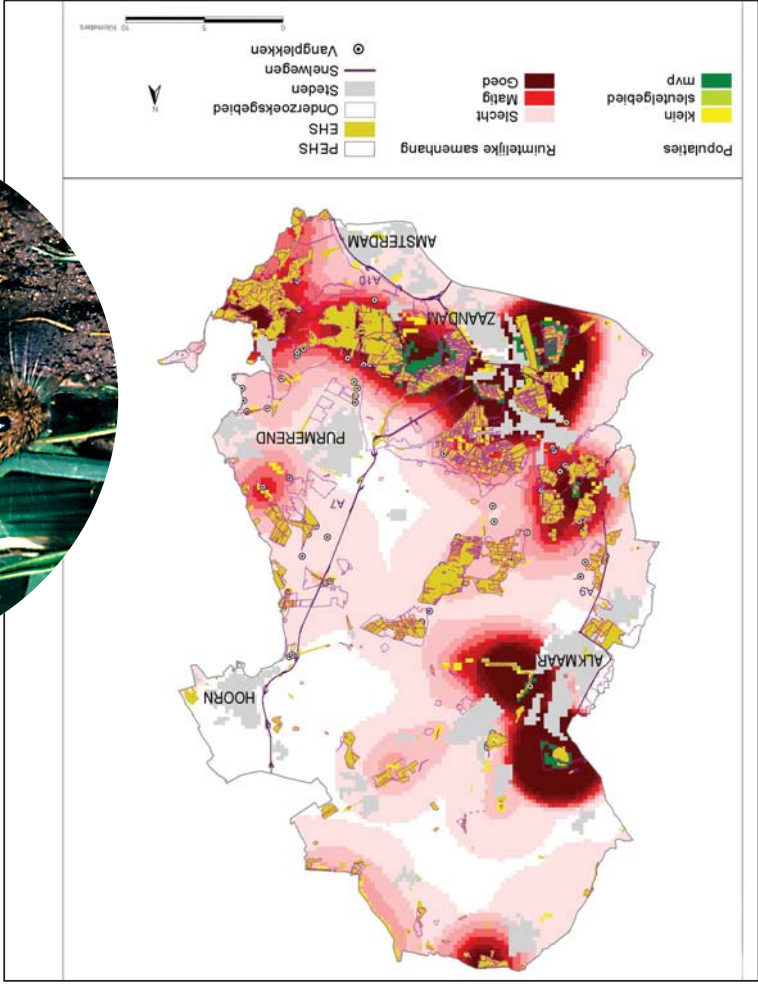 HOORN
ALKMAAR
A9
A7
PURMEREND
ZAANDAM
A10
AMSTERDAM
Populaties
klein
sleutelgebied
mvp
Ruimtelijke samenhang
Slecht
Matig
Goed
PEHS
EHS
Onderzoeksgebied
Steden
Snelwegen
Vangplekken
N
0 5 10 Kilometers